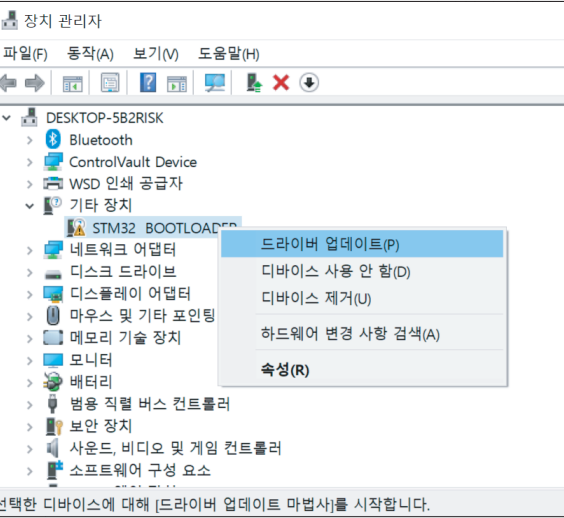 장치 관리자
파일(F) 동작(A) 보기(V) 도움말(H)
DESKTOP-5B2RISK
Bluetooth
ControlVault Device
WSD 인쇄 공급자
기타 장치
STM32 BOOTLOADER
드라이버 업데이트(P)
디바이스 사용 안 함(D)
디바이스 제거(U)
하드웨어 변경 사항 검색(A)
속성(R)
네트워크 어댑터
디스크 드라이브
디스플레이 어댑터
마우스 및 기타 포인팅
메모리 기술 장치
모니터
배터리
범용 직렬 버스 컨트롤러
보안 장치
사운드, 비디오 및 게임 컨트롤러
소프트웨어 구성 요소
선택한 디바이스에 대해 [드라이버 업데이트 마법사]를 시작합니다.